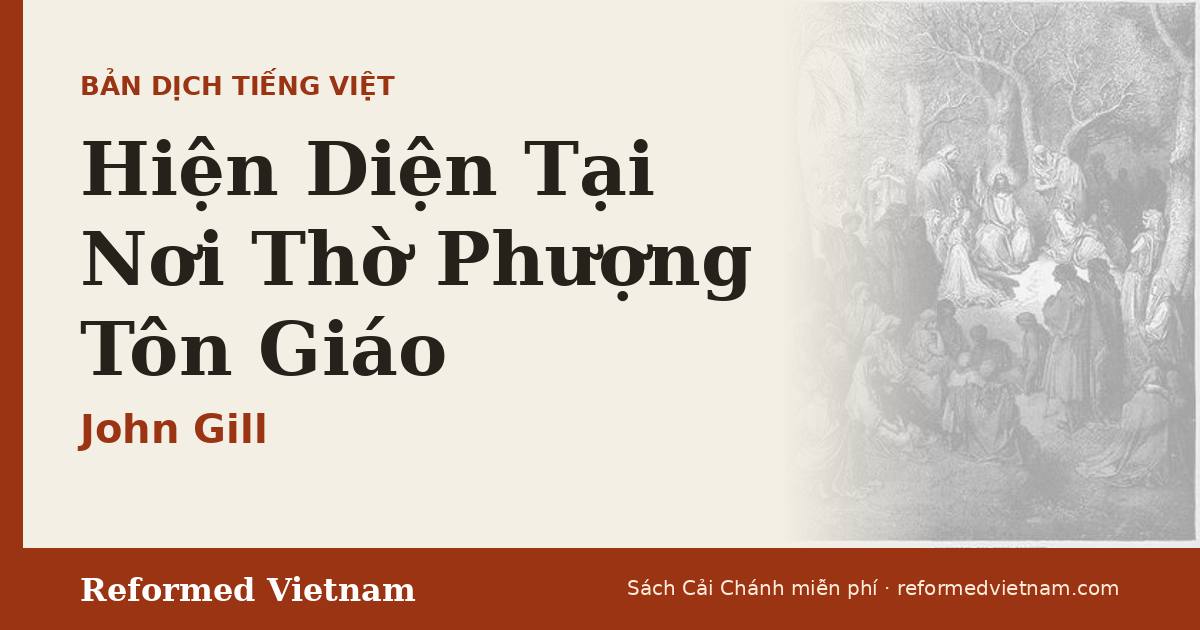 BẢN DỊCH TIẾNG VIỆT
Hiện Diện Tại
Nơi Thờ Phượng
Tôn Giáo
John Gill
Reformed Vietnam
Sách Cải Chánh miễn phí · reformedvietnam.com